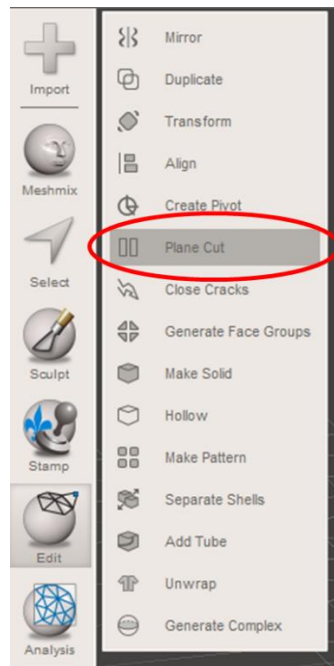 Import
Meshmix
Select
Sculpt
Stamp
Edit
Analysis
Mirror
Duplicate
Transform
Align
Create Pivot
Plane Cut
Close Cracks
Generate Face Groups
Make Solid
Hollow
Make Pattern
Separate Shells
Add Tube
Unwrap
Generate Complex